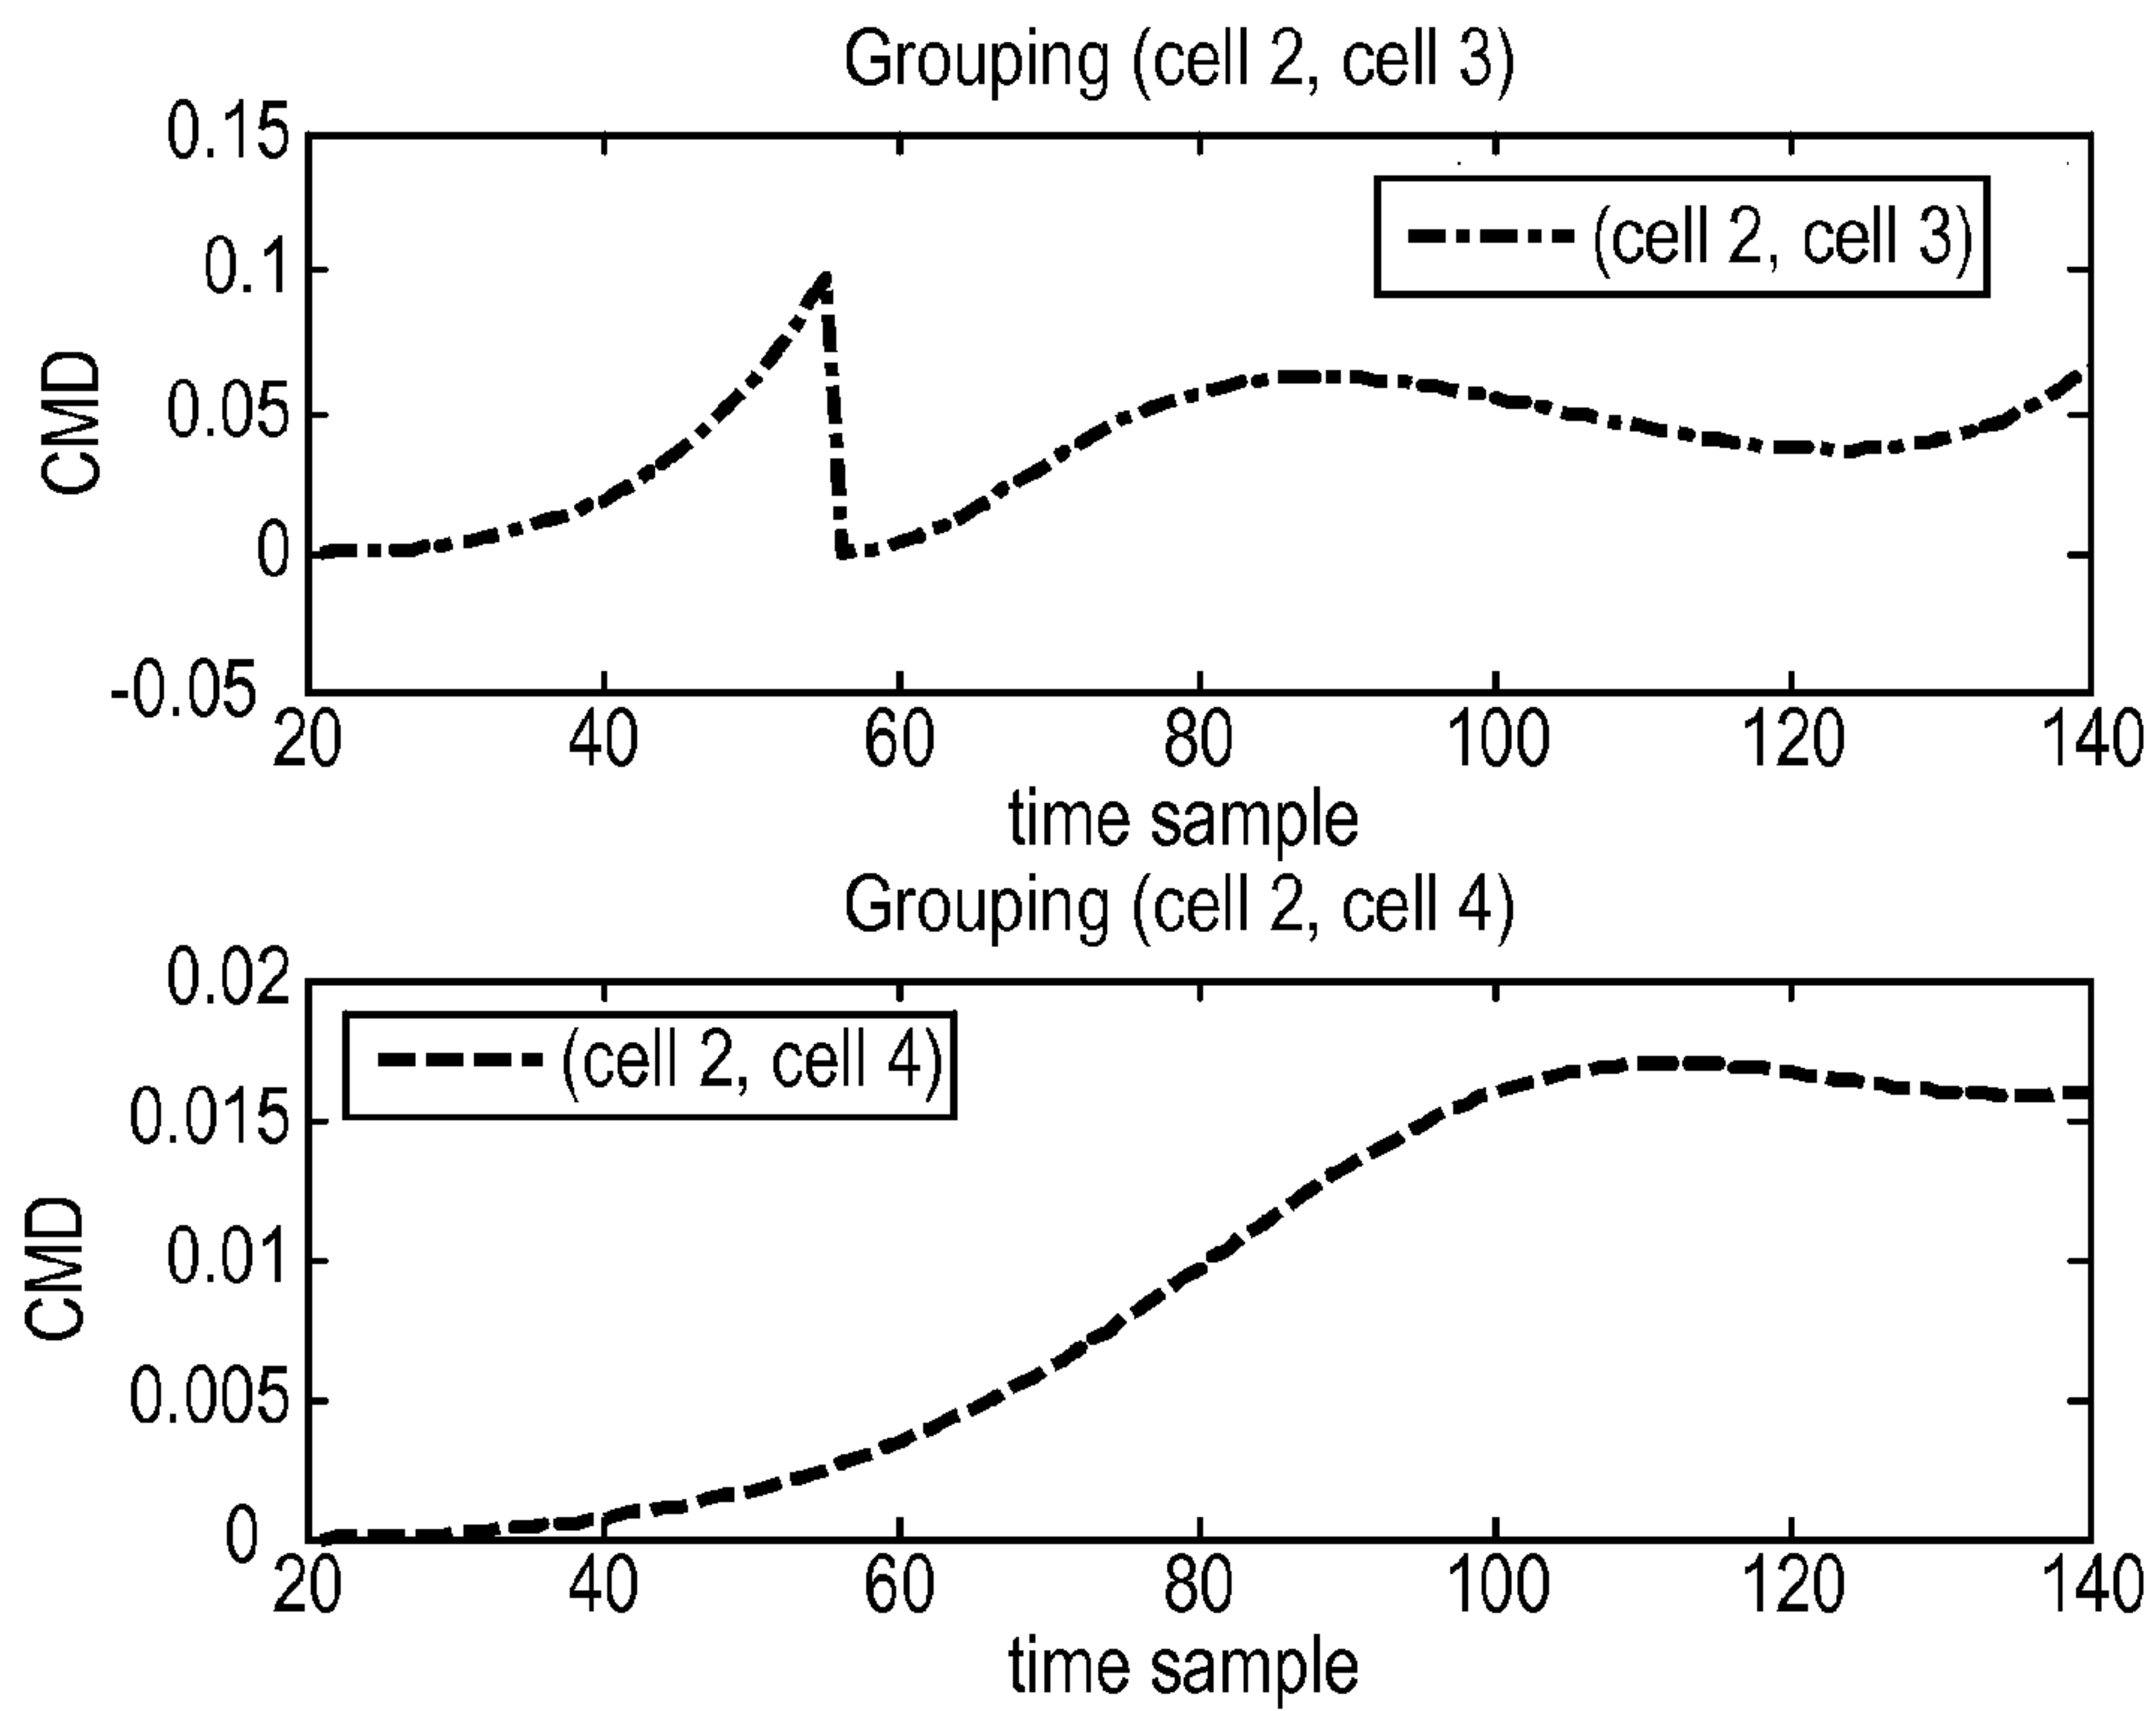 Grouping (cell 2, cell 3)
0.15
0.1
0.05
0
-0.05
CMD
(cell 2, cell 3)
20 40 60 80 100 120 140
time sample
Grouping (cell 2, cell 4)
0.02
0.015
0.01
0.005
0
CMD
(cell 2, cell 4)
20 40 60 80 100 120 140
time sample